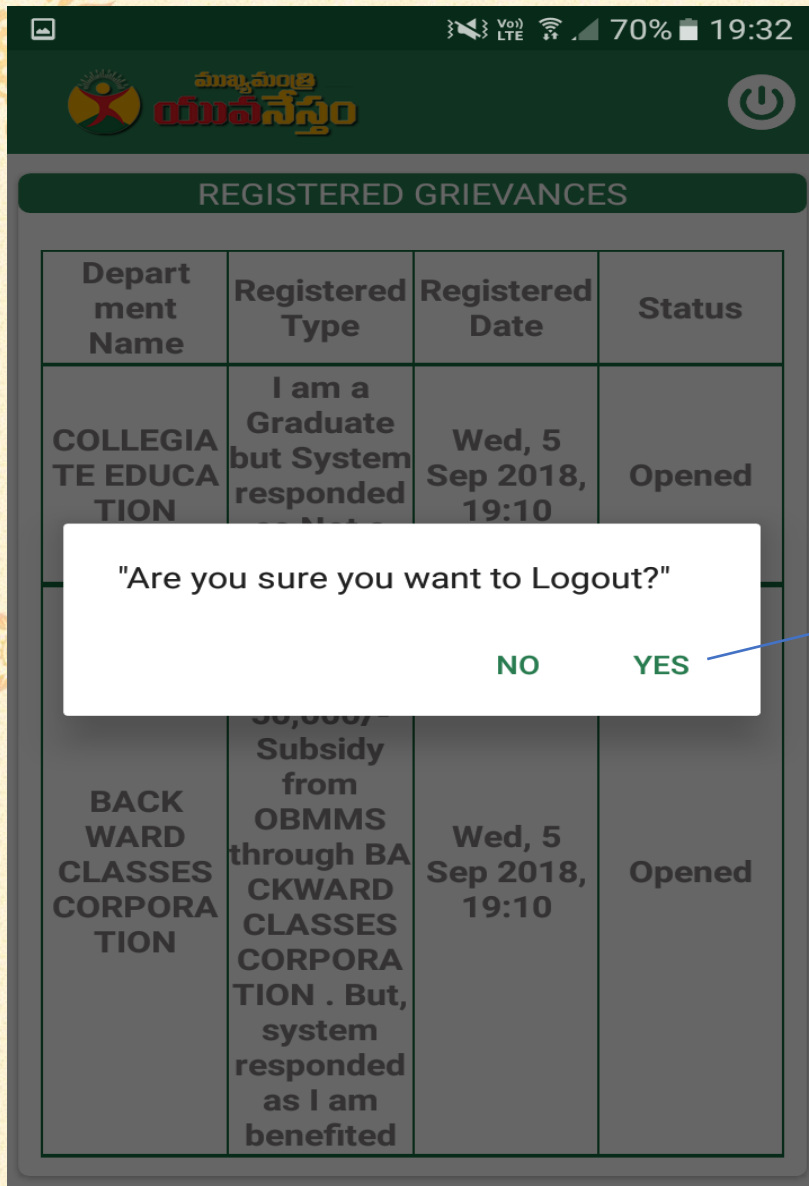 VoLTE 70% 19:32
ముఖ్యమంత్రి
యువనేస్తం
REGISTERED GRIEVANCES
Depart
ment
Name
Registered
Type
Registered
Date
Status
COLLEGIA
TE EDUCA
TION
I am a
Graduate
but System
responded
Wed, 5
Sep 2018,
19:10
Opened
"Are you sure you want to Logout?"
NO YES
BACK
WARD
CLASSES
CORPORA
TION
Subsidy
from
OBMMS
through BA
CKWARD
CLASSES
CORPORA
TION . But,
system
responded
as I am
benefited
Wed, 5
Sep 2018,
19:10
Opened